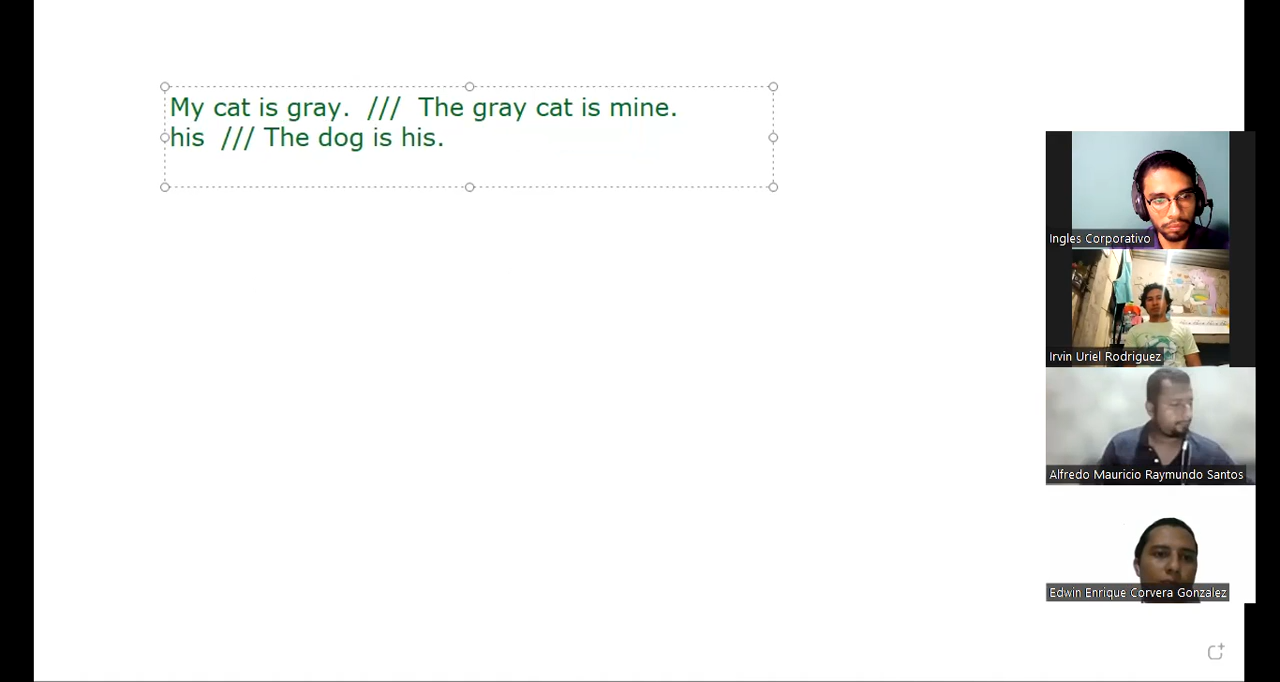 My cat is gray.  ///  The gray cat is mine.
his  /// The dog is his.
Ingles Corporativo
Irvin Uriel Rodriguez
Alfredo Mauricio Raymundo Santos
Edwin Enrique Corvera Gonzalez